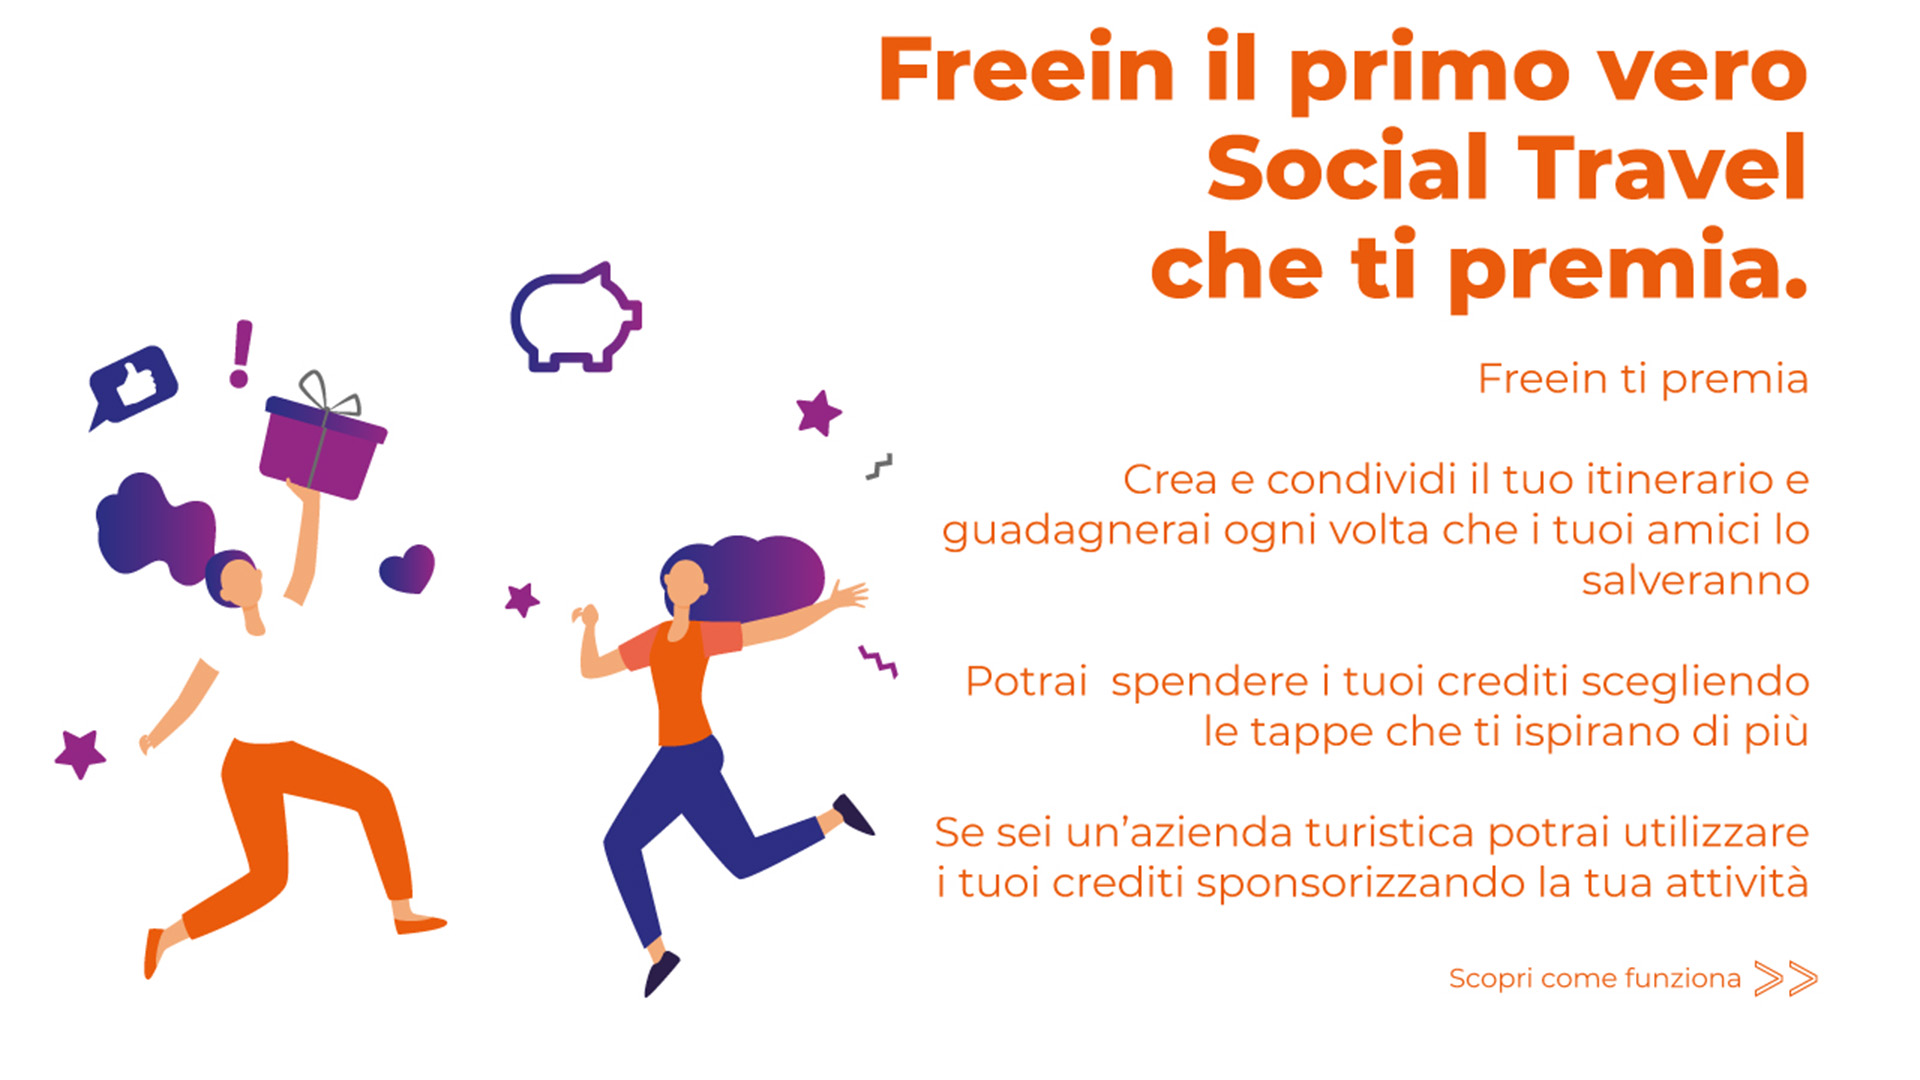 Freein il primo vero
Social Travel
che ti premia.
Freein ti premia
Crea e condividi il tuo itinerario e
guadagnerai ogni volta che i tuoi amici lo
salveranno
Potrai  spendere i tuoi crediti scegliendo
le tappe che ti ispirano di più
Se sei un’azienda turistica potrai utilizzare
i tuoi crediti sponsorizzando la tua attività
Scopri come funziona >>